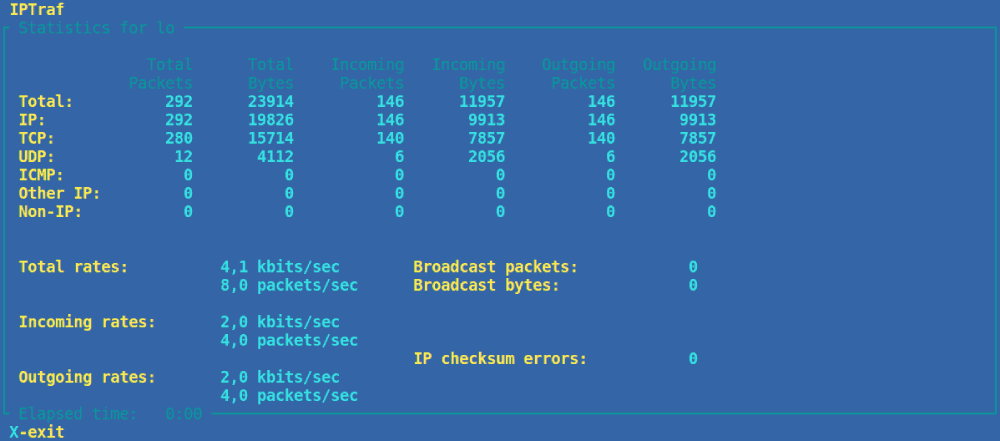 IPTraf
Statistics for lo
Total Total Incoming Incoming Outgoing Outgoing
Packets Bytes Packets Bytes Packets Bytes
Total: 292 23914 146 11957 146 11957
IP: 292 19826 146 9913 146 9913
TCP: 280 15714 140 7857 140 7857
UDP: 12 4112 6 2056 6 2056
ICMP: 0 0 0 0 0 0
Other IP: 0 0 0 0 0 0
Non-IP: 0 0 0 0 0 0
Total rates: 4,1 kbits/sec Broadcast packets: 0
8,0 packets/sec Broadcast bytes: 0
Incoming rates: 2,0 kbits/sec
4,0 packets/sec
IP checksum errors: 0
Outgoing rates: 2,0 kbits/sec
4,0 packets/sec
Elapsed time: 0:00
X-exit